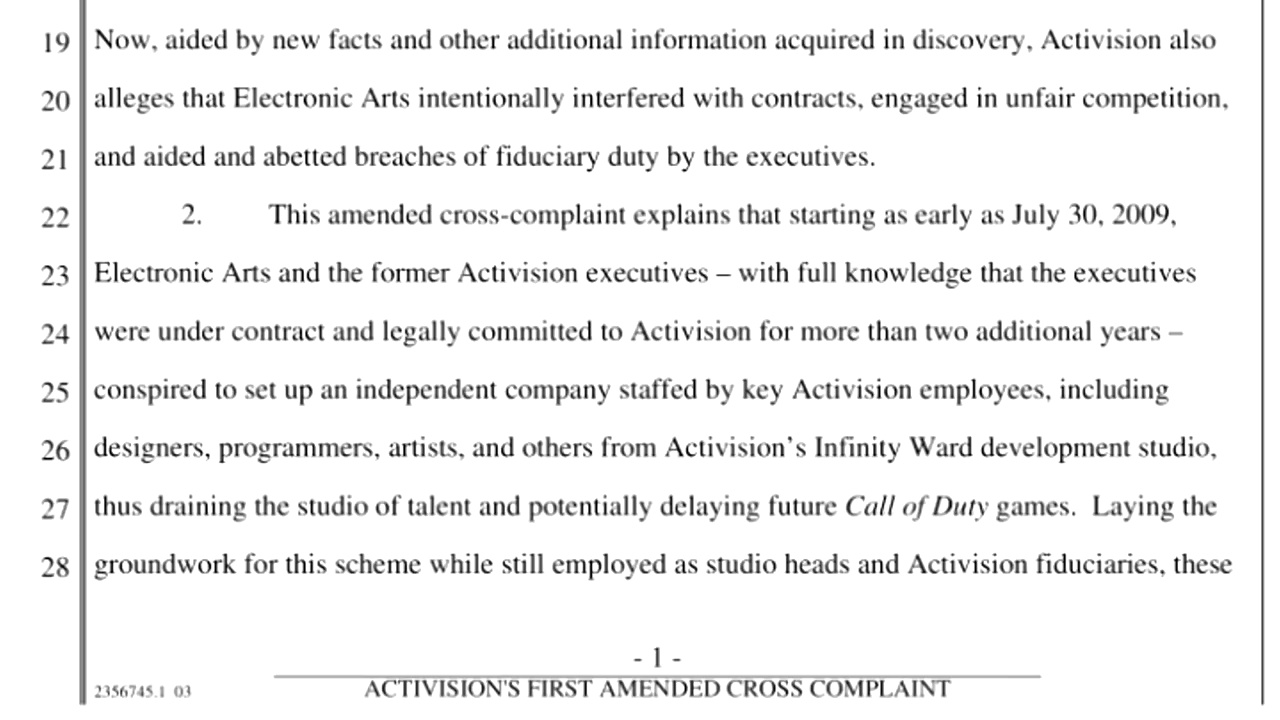 19 Now, aided by new facts and other additional information acquired in discovery, Activision also
20 alleges that Electronic Arts intentionally interfered with contracts, engaged in unfair competition,
21 and aided and abetted breaches of fiduciary duty by the executives.
22 2. This amended cross-complaint explains that starting as early as July 30, 2009,
23 Electronic Arts and the former Activision executives – with full knowledge that the executives
24 were under contract and legally committed to Activision for more than two additional years –
25 conspired to set up an independent company staffed by key Activision employees, including
26 designers, programmers, artists, and others from Activision's Infinity Ward development studio,
27 thus draining the studio of talent and potentially delaying future Call of Duty games. Laying the
28 groundwork for this scheme while still employed as studio heads and Activision fiduciaries, these
- 1 -
2356745.1 03
ACTIVISION'S FIRST AMENDED CROSS COMPLAINT